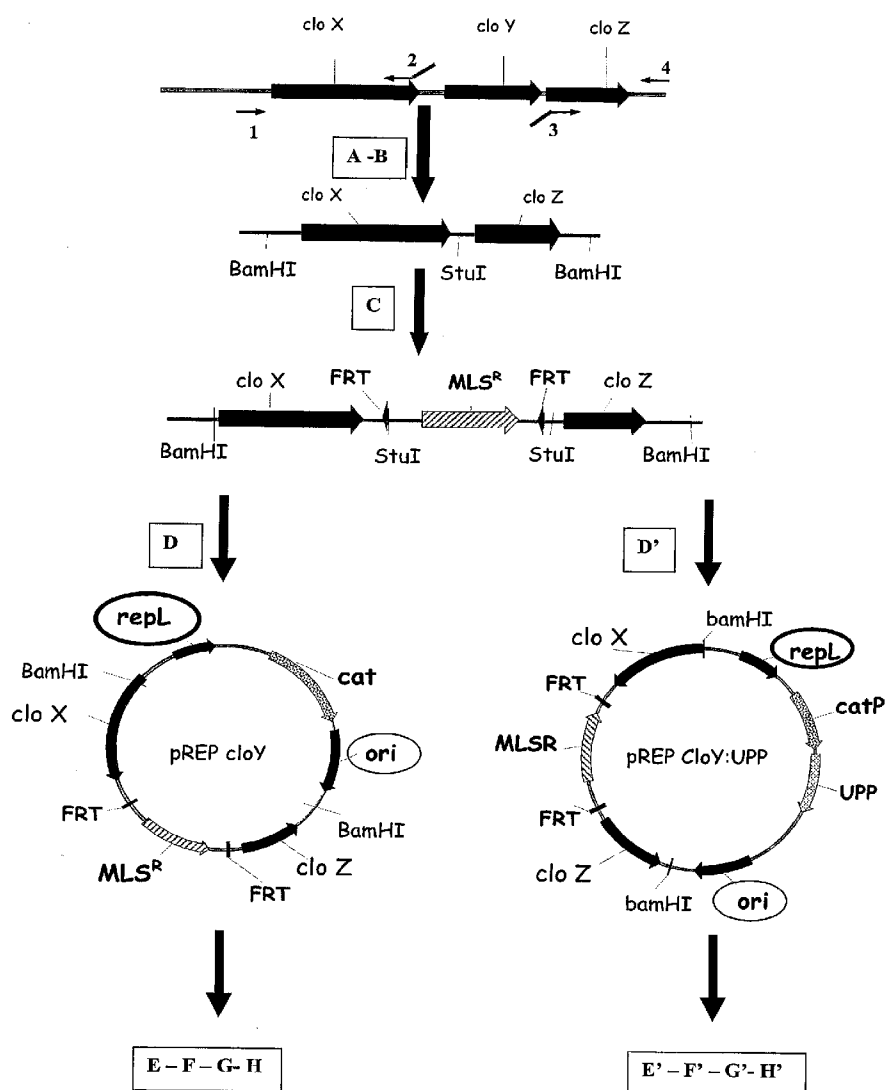 clo X clo Y clo Z
2 4
1 3
A -B
clo X clo Z
BamHI StuI BamHI
C
clo X FRT MLSᴿ FRT clo Z
BamHI StuI StuI BamHI
D D'
repL
BamHI
cat
clo X
pREP cloY
ori
FRT
BamHI
MLSᴿ
clo Z
FRT
bamHI
clo X
repL
FRT
catP
MLSR
pREP CloY:UPP
UPP
FRT
clo Z
bamHI
ori
E – F – G- H
E' – F' – G'- H'